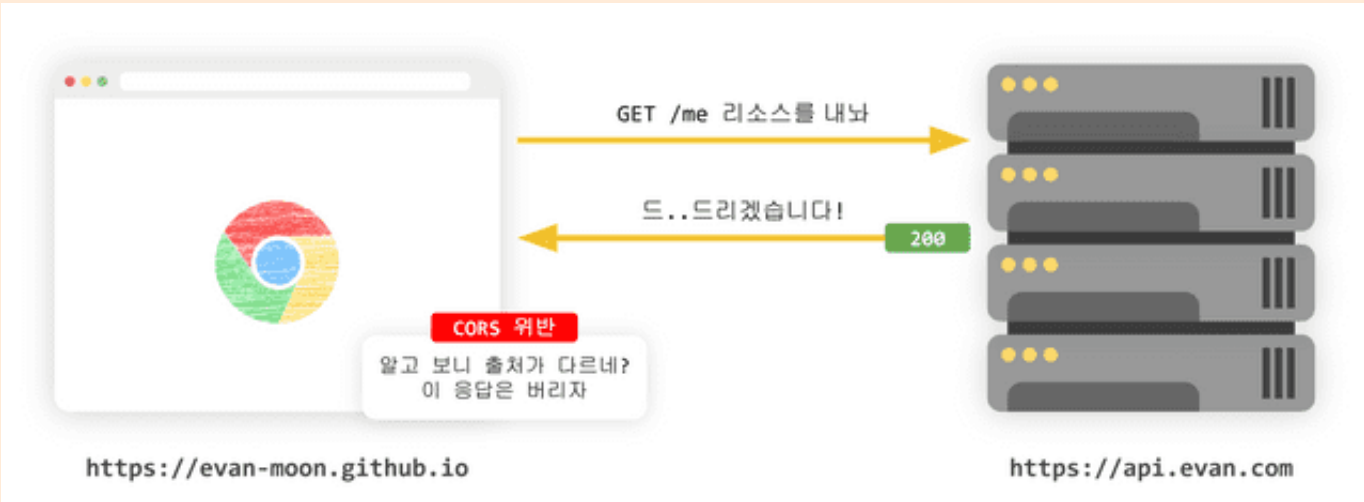 GET /me 리소스를 내놔
드..드리겠습니다!
200
CORS 위반
알고 보니 출처가 다르네?
이 응답은 버리자
https://evan-moon.github.io
https://api.evan.com